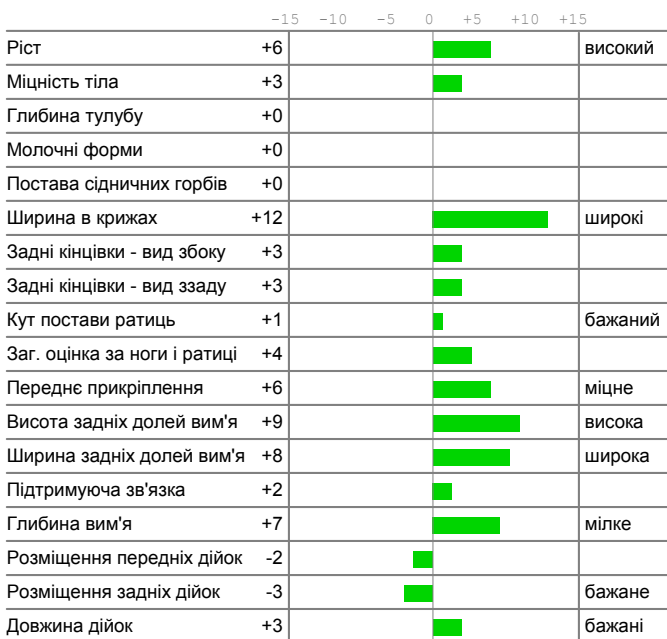 -15 -10 -5 0 +5 +10 +15
Ріст +6 високий
Міцність тіла +3
Глибина тулубу +0
Молочні форми +0
Постава сідничних горбів +0
Ширина в крижах +12 широкі
Задні кінцівки - вид збоку +3
Задні кінцівки - вид ззаду +3
Кут постави ратиць +1 бажаний
Заг. оцінка за ноги і ратиці +4
Переднє прикріплення +6 міцне
Висота задніх долей вим'я +9 висока
Ширина задніх долей вим'я +8 широка
Підтримуюча зв'язка +2
Глибина вим'я +7 мілке
Розміщення передніх дійок -2
Розміщення задніх дійок -3 бажане
Довжина дійок +3 бажані